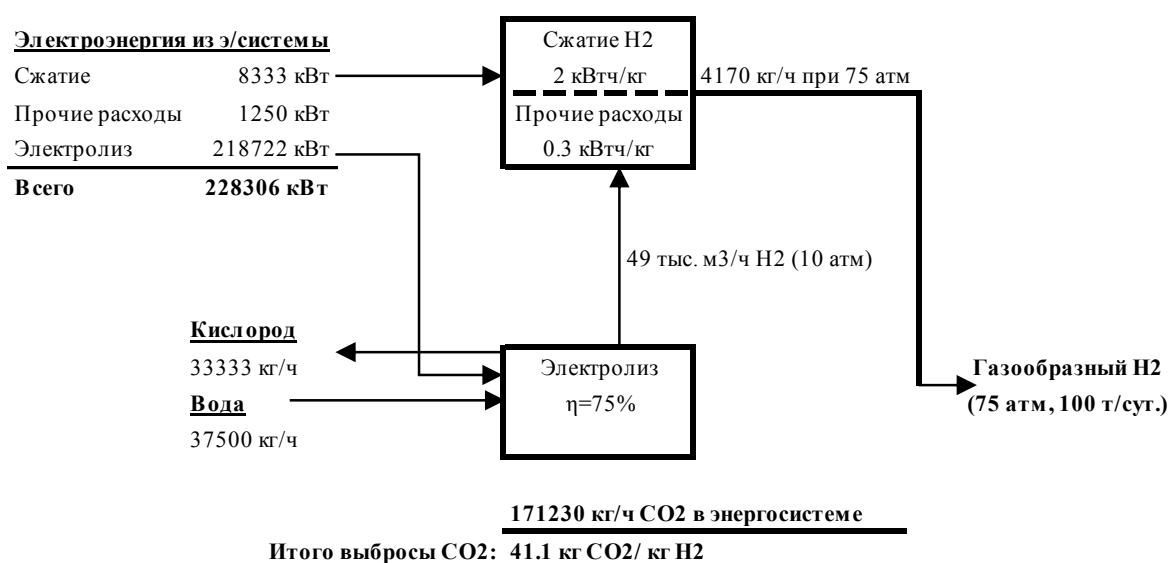 Электроэнергия из э/системы
Сжатие 8333 кВт
Прочие расходы 1250 кВт
Электролиз 218722 кВт
Всего 228306 кВт
Сжатие H2
2 кВтч/кг
Прочие расходы
0.3 кВтч/кг
4170 кг/ч при 75 атм
49 тыс. м3/ч H2 (10 атм)
Кислород
33333 кг/ч
Вода
37500 кг/ч
Электролиз
η=75%
Газообразный H2
(75 атм, 100 т/сут.)
171230 кг/ч CO2 в энергосистеме
Итого выбросы CO2: 41.1 кг CO2/ кг H2